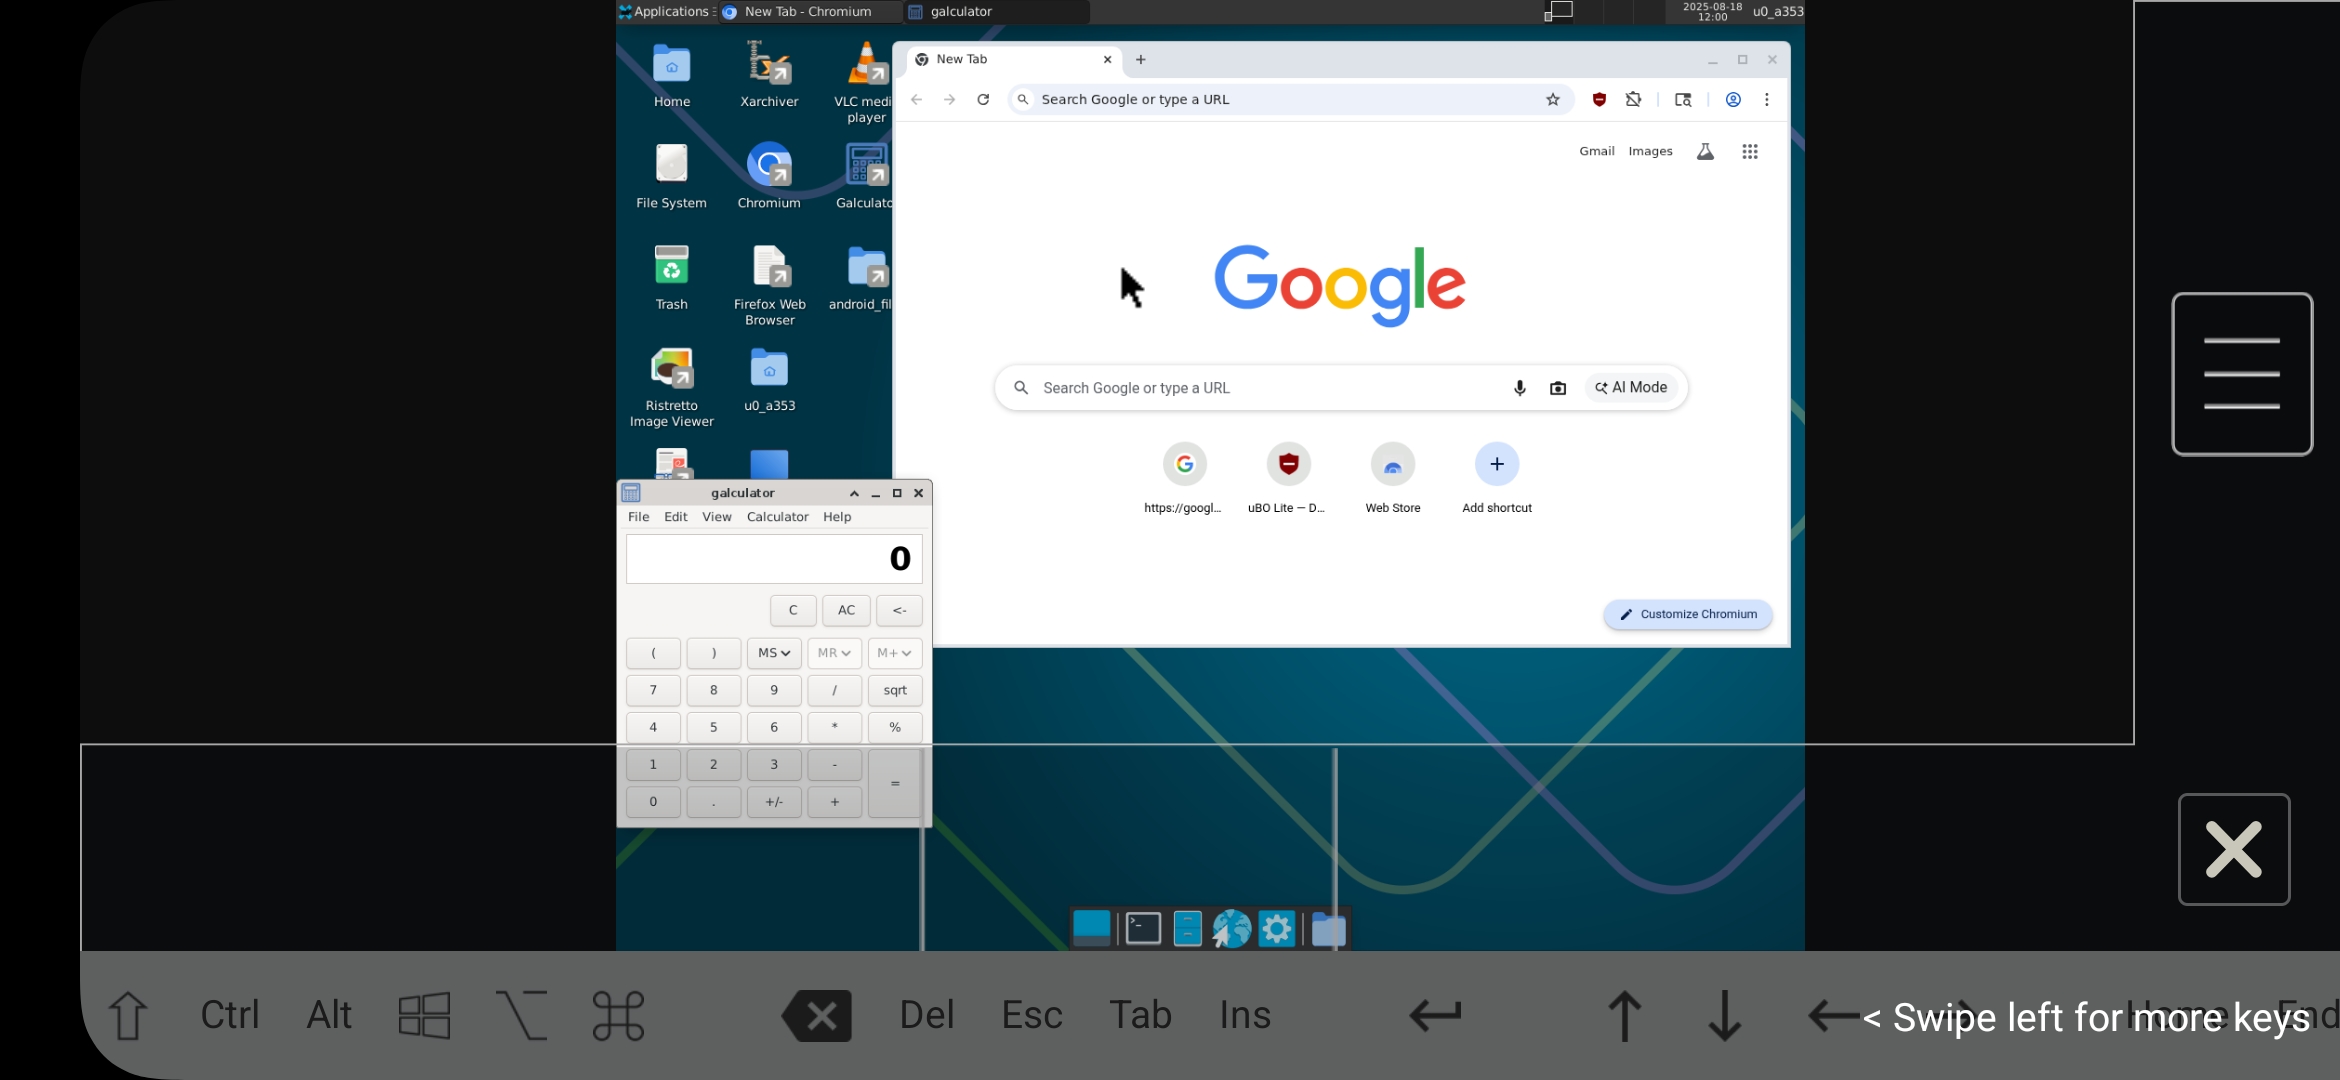 Applications
New Tab - Chromium
galculator
2025-08-18
12:00
u0_a353
Home
Xarchiver
VLC medi
player
File System
Chromium
Galculato
Trash
Firefox Web
Browser
android_fil
Ristretto
Image Viewer
u0_a353
New Tab
Search Google or type a URL
Gmail
Images
Google
Search Google or type a URL
AI Mode
https://googl...
uBO Lite — D...
Web Store
Add shortcut
Customize Chromium
galculator
File Edit View Calculator Help
0
C AC <-
( ) MS MR M+
7 8 9 / sqrt
4 5 6 * %
1 2 3 - =
0 . +/- +
Ctrl Alt Del Esc Tab Ins Home End
< Swipe left for more keys